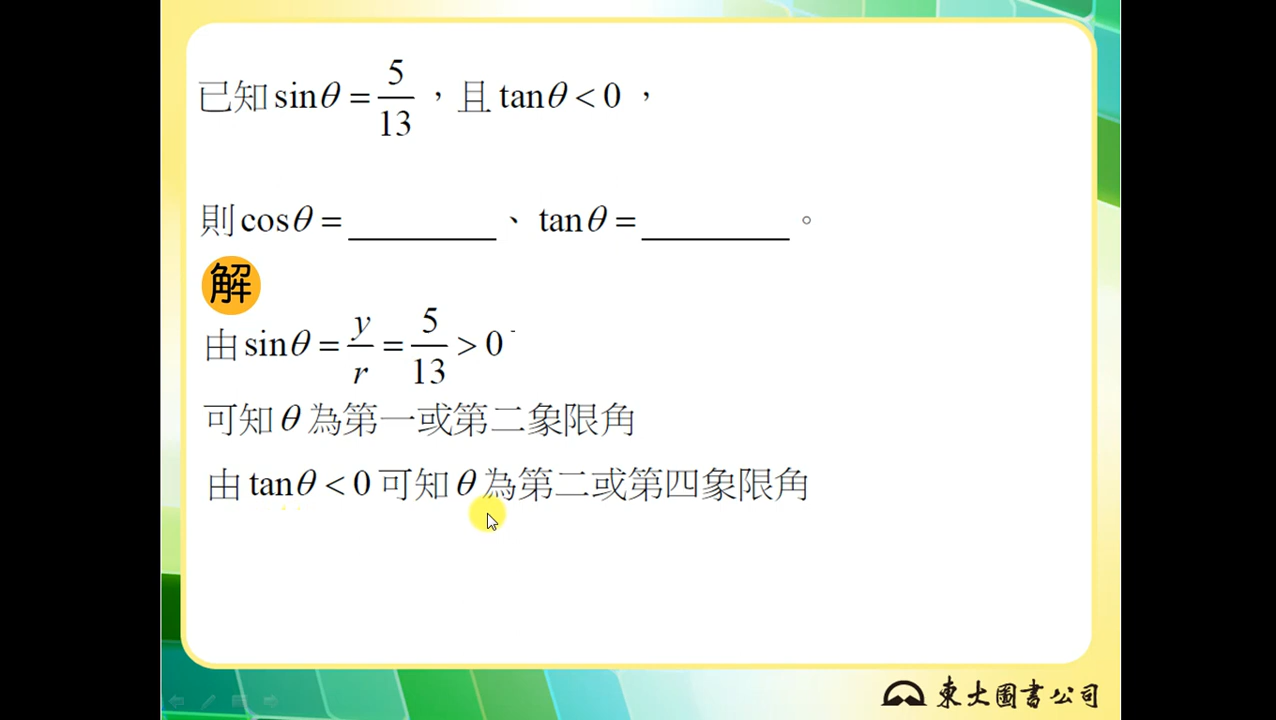 已知 sinθ = 5/13，且 tanθ < 0，
則 cosθ = ________、tanθ = ________。
解
由 sinθ = y/r = 5/13 > 0
可知 θ 為第一或第二象限角
由 tanθ < 0 可知 θ 為第二或第四象限角
東大圖書公司